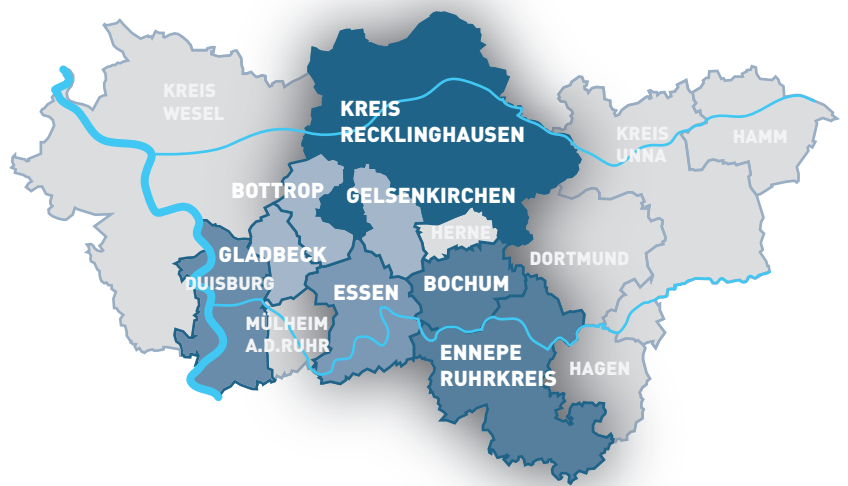 KREIS
WESEL
KREIS
RECKLINGHAUSEN
KREIS
UNNA
HAMM
BOTTROP
GELSENKIRCHEN
HERNE
GLADBECK
DORTMUND
DUISBURG
ESSEN
BOCHUM
MÜLHEIM
A.D.RUHR
ENNEPE
RUHRKREIS
HAGEN